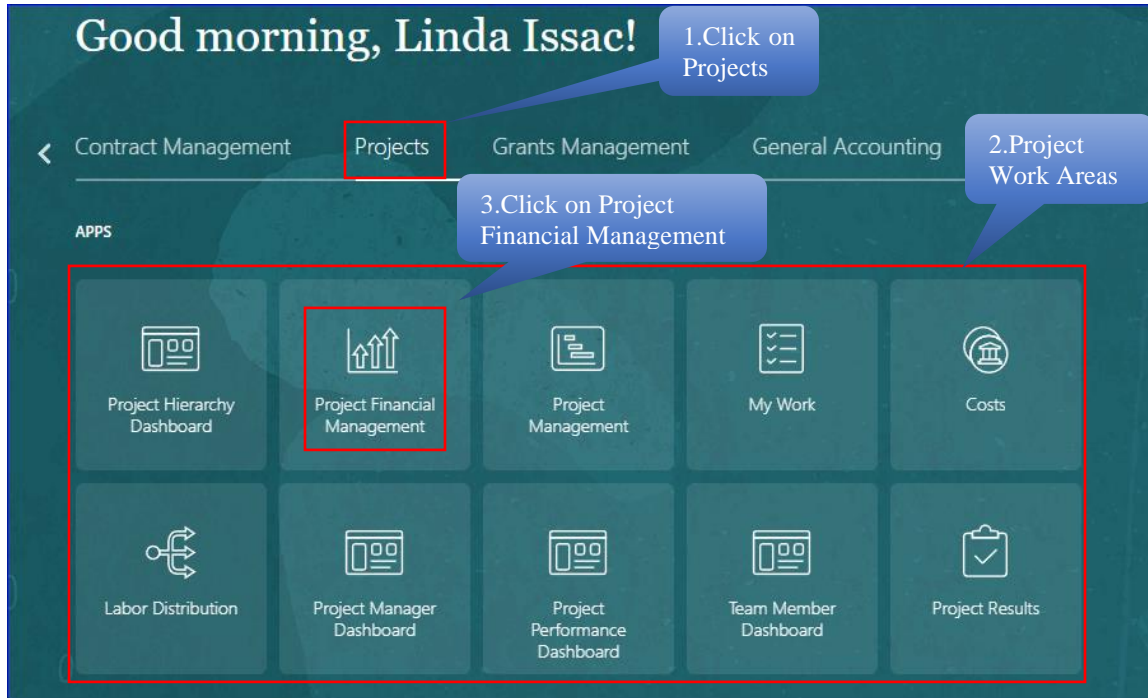 Good morning, Linda Issac!
1.Click on
Projects
Contract Management
Projects
Grants Management
General Accounting
2.Project
Work Areas
3.Click on Project
Financial Management
APPS
Project Hierarchy
Dashboard
Project Financial
Management
Project
Management
My Work
Costs
Labor Distribution
Project Manager
Dashboard
Project
Performance
Dashboard
Team Member
Dashboard
Project Results